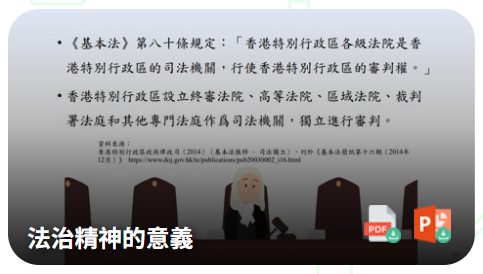 •《基本法》第八十條規定：「香港特別行政區各級法院是香
港特別行政區的司法機關，行使香港特別行政區的審判權。」
• 香港特別行政區設立終審法院、高等法院、區域法院、裁判
署法庭和其他專門法庭作爲司法機關，獨立進行審判。
資料來源：
香港特別行政區政府律政司（2014）《基本法匯粹 - 司法獨立》，刊於《基本法簡訊第十六期（2014年
12月）》 https://www.doj.gov.hk/tc/publications/pub20030002_i16.html
法治精神的意義
PDF
P